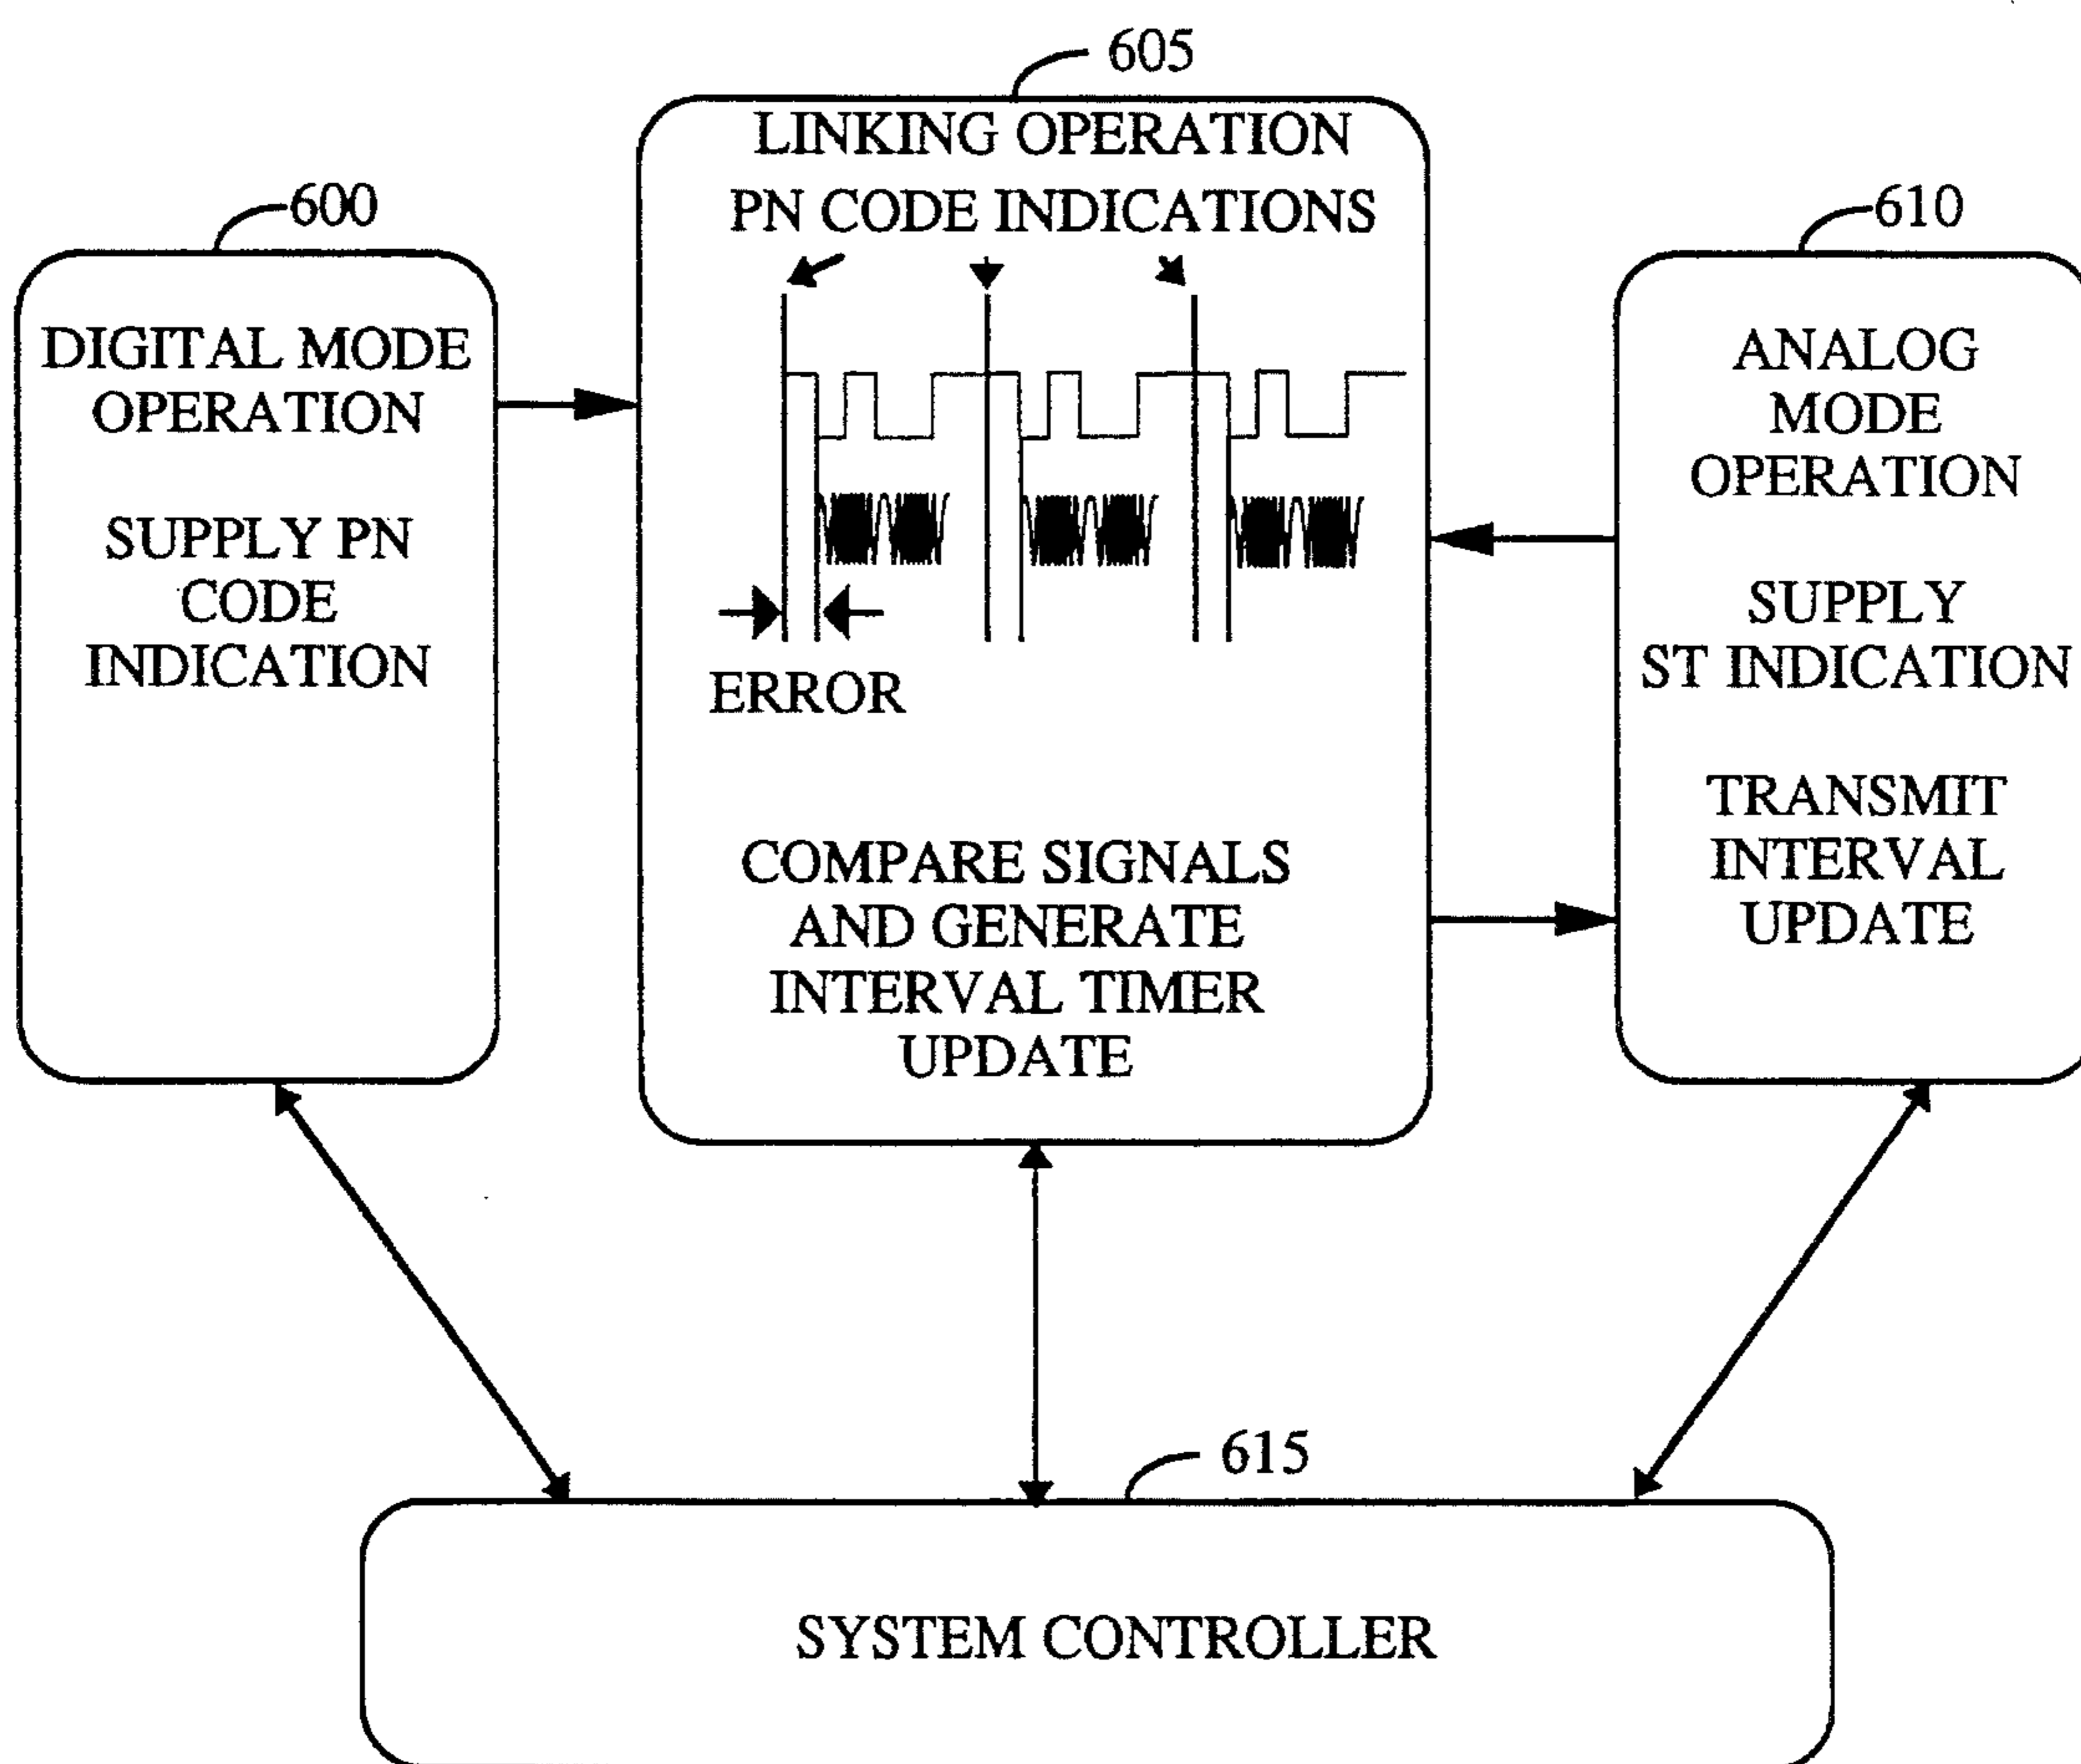 605
LINKING OPERATION
PN CODE INDICATIONS
ERROR
COMPARE SIGNALS
AND GENERATE
INTERVAL TIMER
UPDATE
600
DIGITAL MODE
OPERATION
SUPPLY PN
CODE
INDICATION
610
ANALOG
MODE
OPERATION
SUPPLY
ST INDICATION
TRANSMIT
INTERVAL
UPDATE
615
SYSTEM CONTROLLER